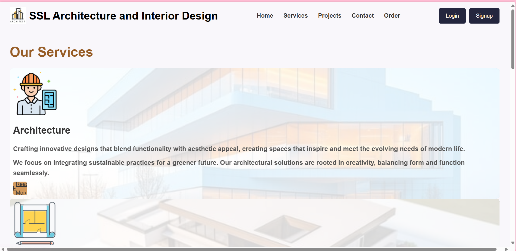 SSL Architecture and Interior Design
Home Services Projects Contact Order
Login Signup
Our Services
Architecture
Crafting innovative designs that blend functionality with aesthetic appeal, creating spaces that inspire and meet the evolving needs of modern life.
We focus on integrating sustainable practices for a greener future. Our architectural solutions are rooted in creativity, balancing form and function
seamlessly.